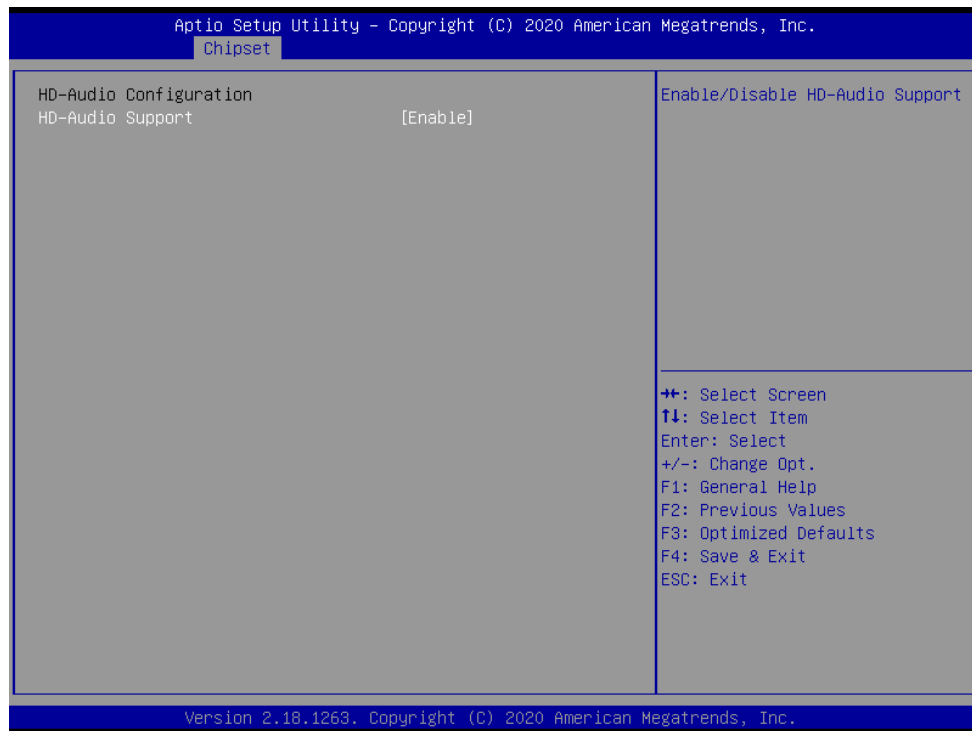 Aptio Setup Utility – Copyright (C) 2020 American Megatrends, Inc.
Chipset
HD-Audio Configuration
HD-Audio Support [Enable]
Enable/Disable HD-Audio Support
→←: Select Screen
↑↓: Select Item
Enter: Select
+/-: Change Opt.
F1: General Help
F2: Previous Values
F3: Optimized Defaults
F4: Save & Exit
ESC: Exit
Version 2.18.1263. Copyright (C) 2020 American Megatrends, Inc.